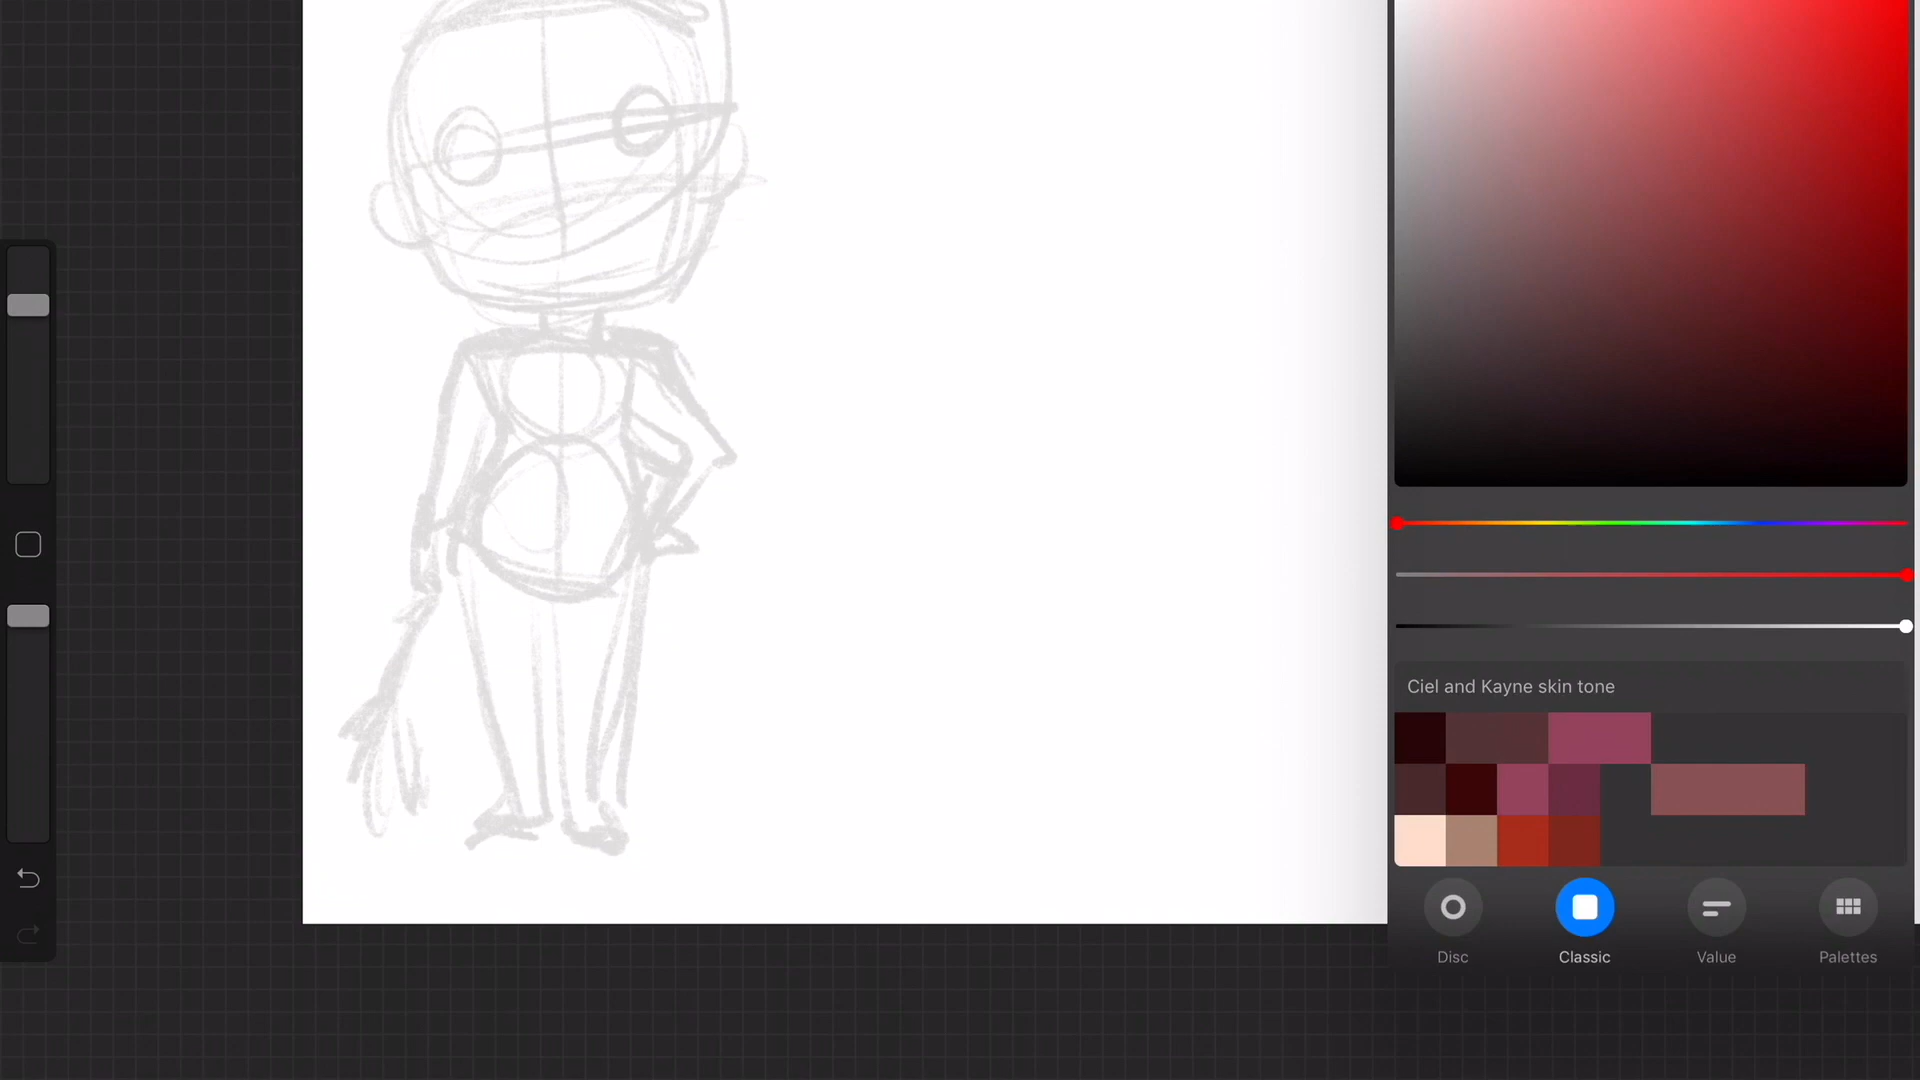 Ciel and Kayne skin tone
Disc
Classic
Value
Palettes